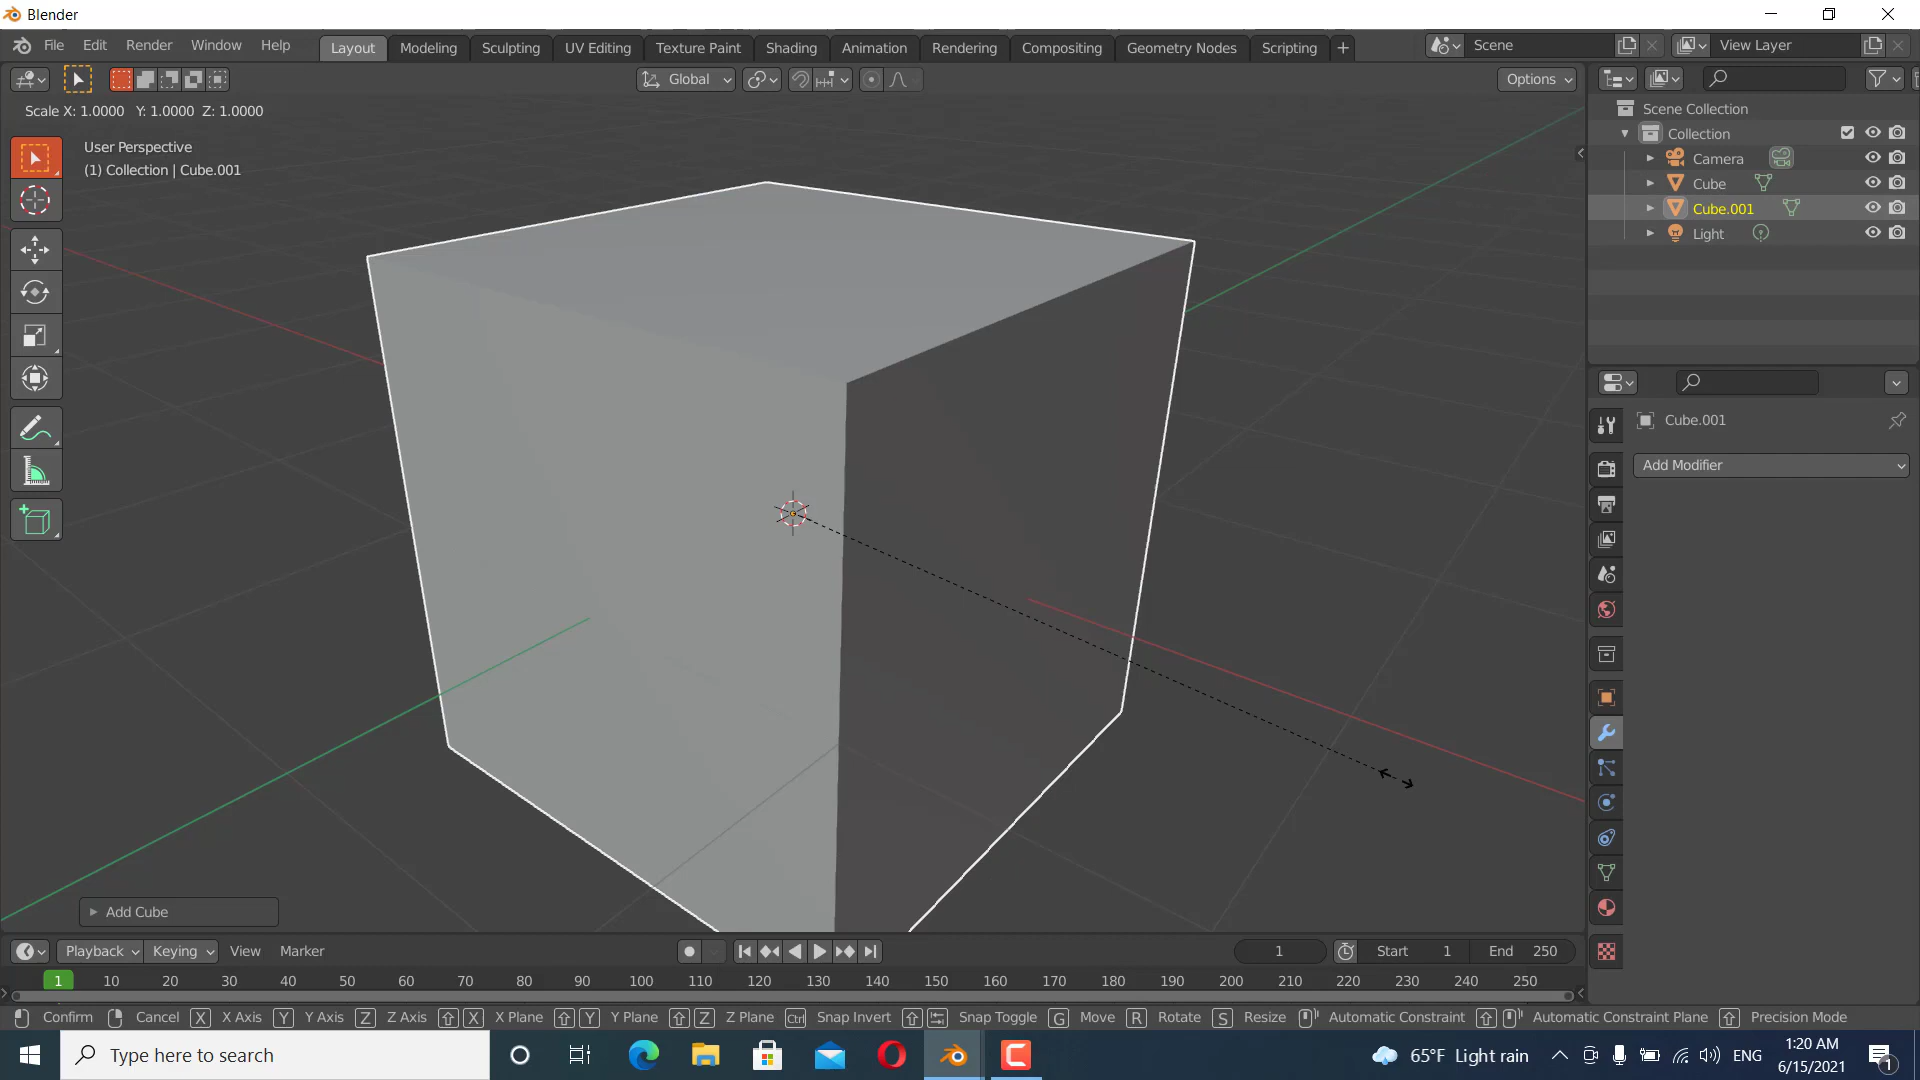 Blender
File Edit Render Window Help Layout Modeling Sculpting UV Editing Texture Paint Shading Animation Rendering Compositing Geometry Nodes Scripting + Scene View Layer
Global Options
Scale X: 1.0000 Y: 1.0000 Z: 1.0000
User Perspective
(1) Collection | Cube.001
Scene Collection
Collection
Camera
Cube
Cube.001
Light
Cube.001
Add Modifier
Add Cube
Playback Keying View Marker 1 Start 1 End 250
1 10 20 30 40 50 60 70 80 90 100 110 120 130 140 150 160 170 180 190 200 210 220 230 240 250
Confirm Cancel X X Axis Y Y Axis Z Z Axis X X Plane Y Y Plane Z Z Plane Ctrl Snap Invert Snap Toggle G Move R Rotate S Resize Automatic Constraint Automatic Constraint Plane Precision Mode
Type here to search 65°F Light rain ENG 1:20 AM
6/15/2021 1